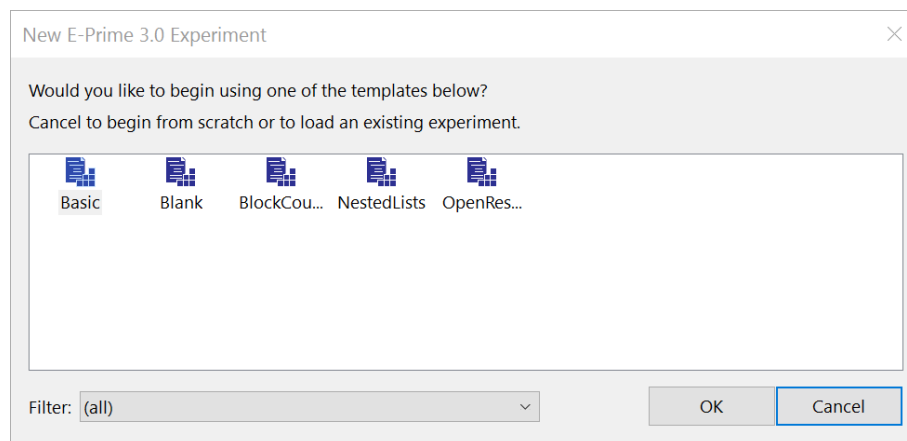 New E-Prime 3.0 Experiment
Would you like to begin using one of the templates below?
Cancel to begin from scratch or to load an existing experiment.
Basic Blank BlockCou... NestedLists OpenRes...
Filter: (all) OK Cancel